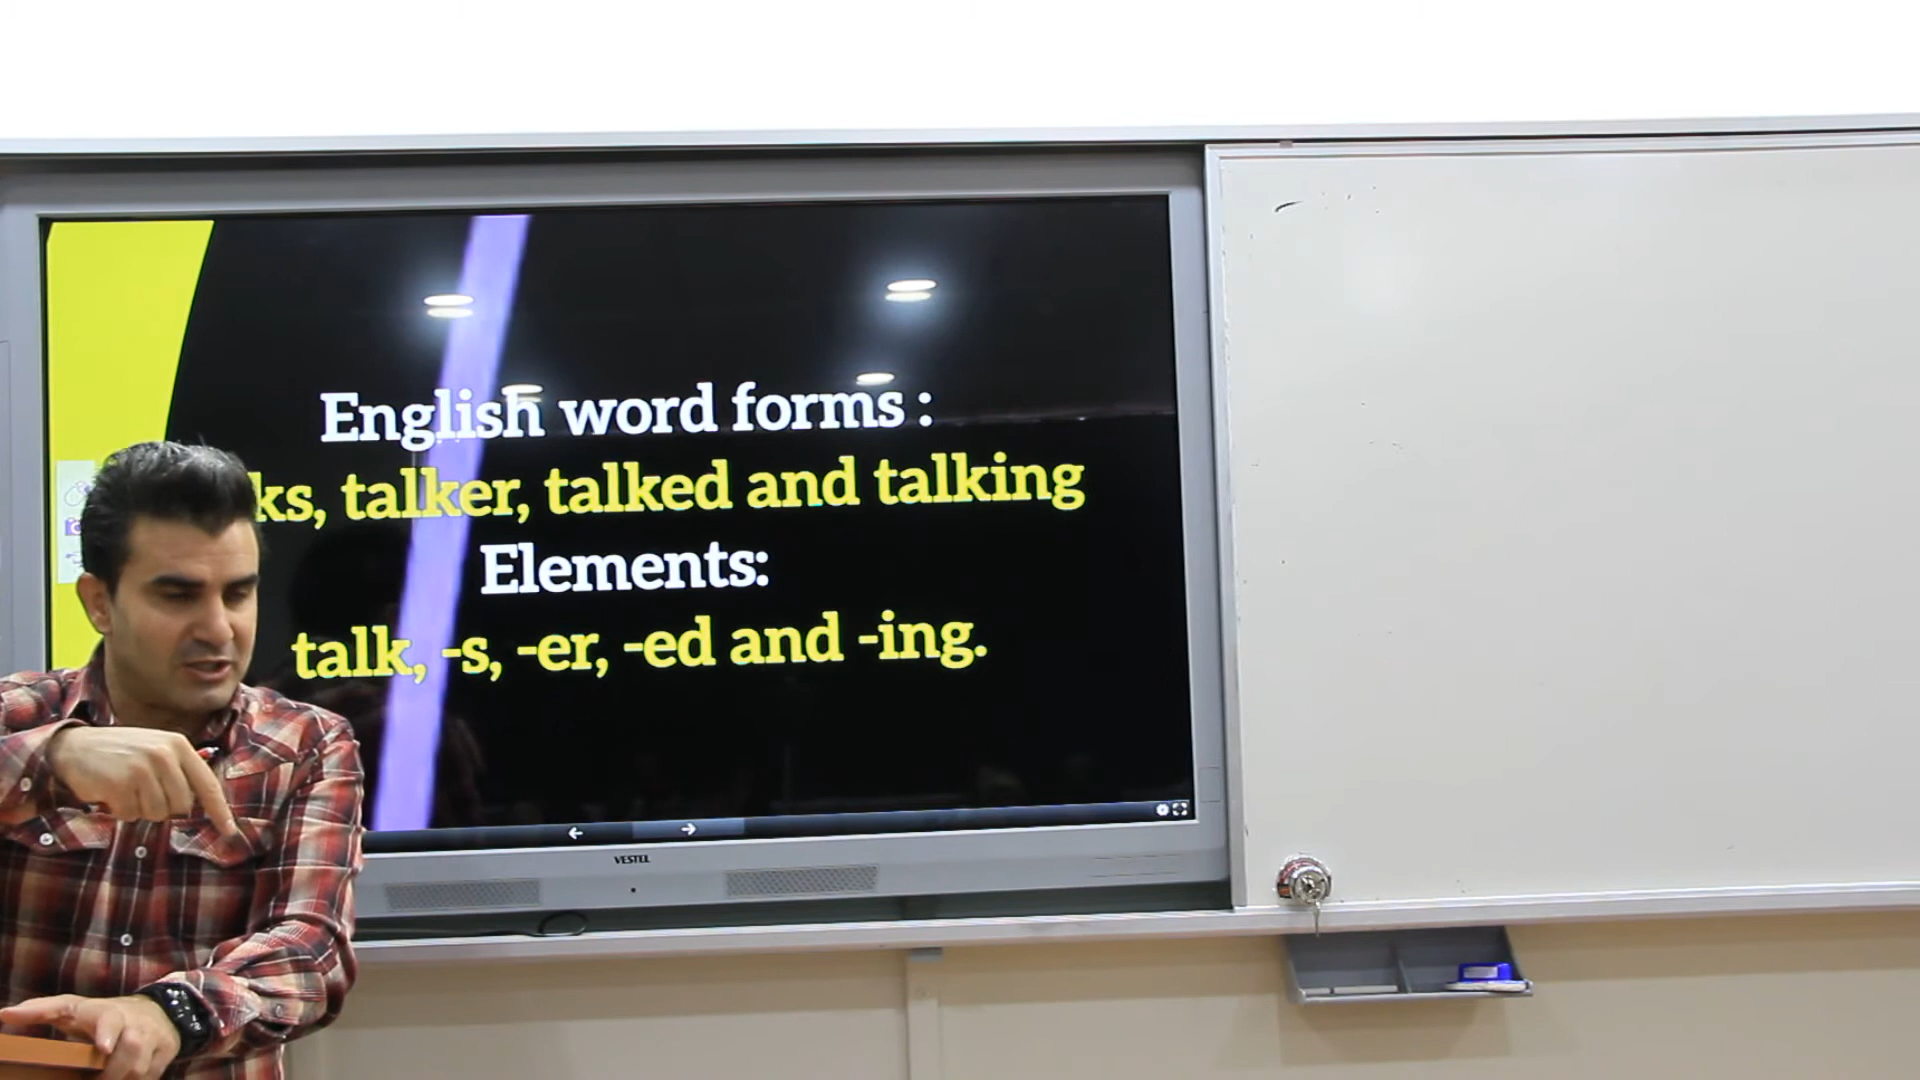 English word forms :
ks, talker, talked and talking
Elements:
talk, -s, -er, -ed and -ing.
VESTEL